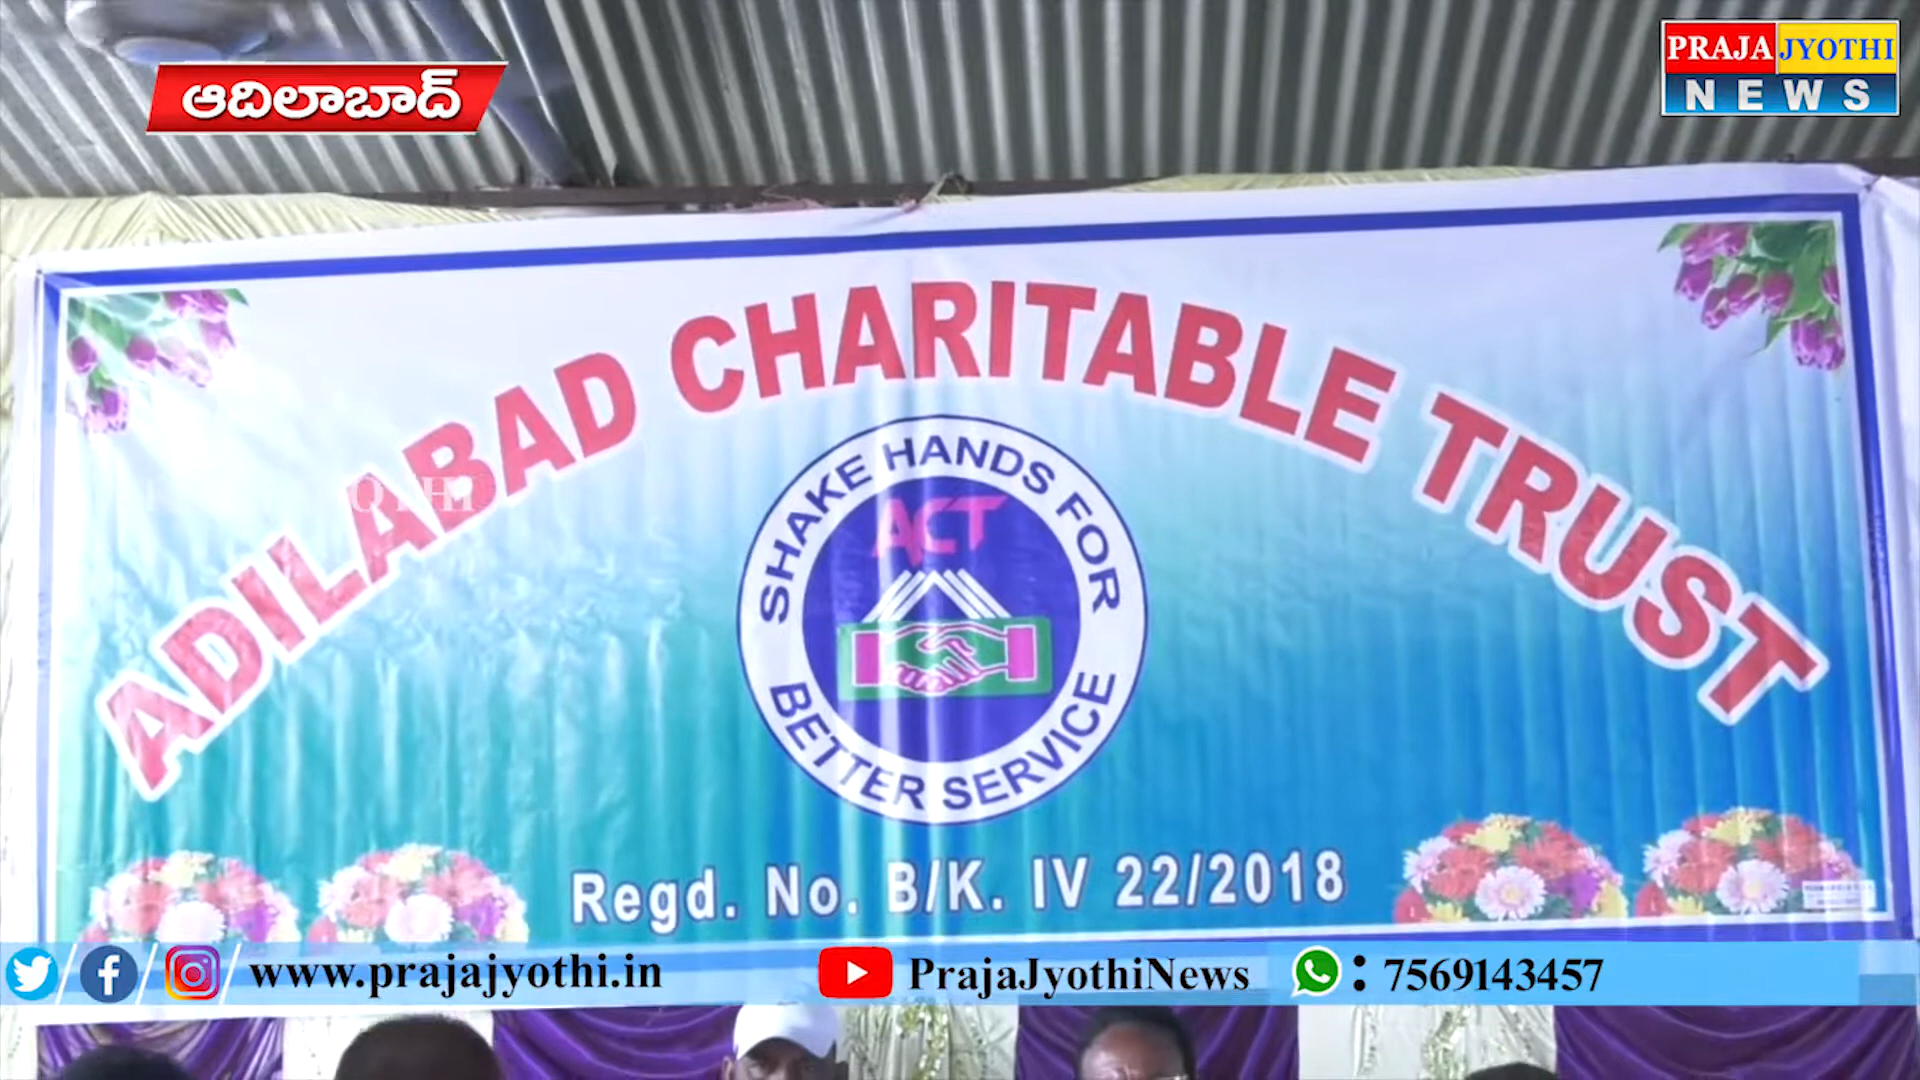 ఆదిలాబాద్
PRAJA JYOTHI
NEWS
ADILABAD CHARITABLE TRUST
SHAKE HANDS FOR
ACT
BETTER SERVICE
Regd. No. B/K. IV 22/2018
www.prajajyothi.in PrajaJyothiNews : 7569143457